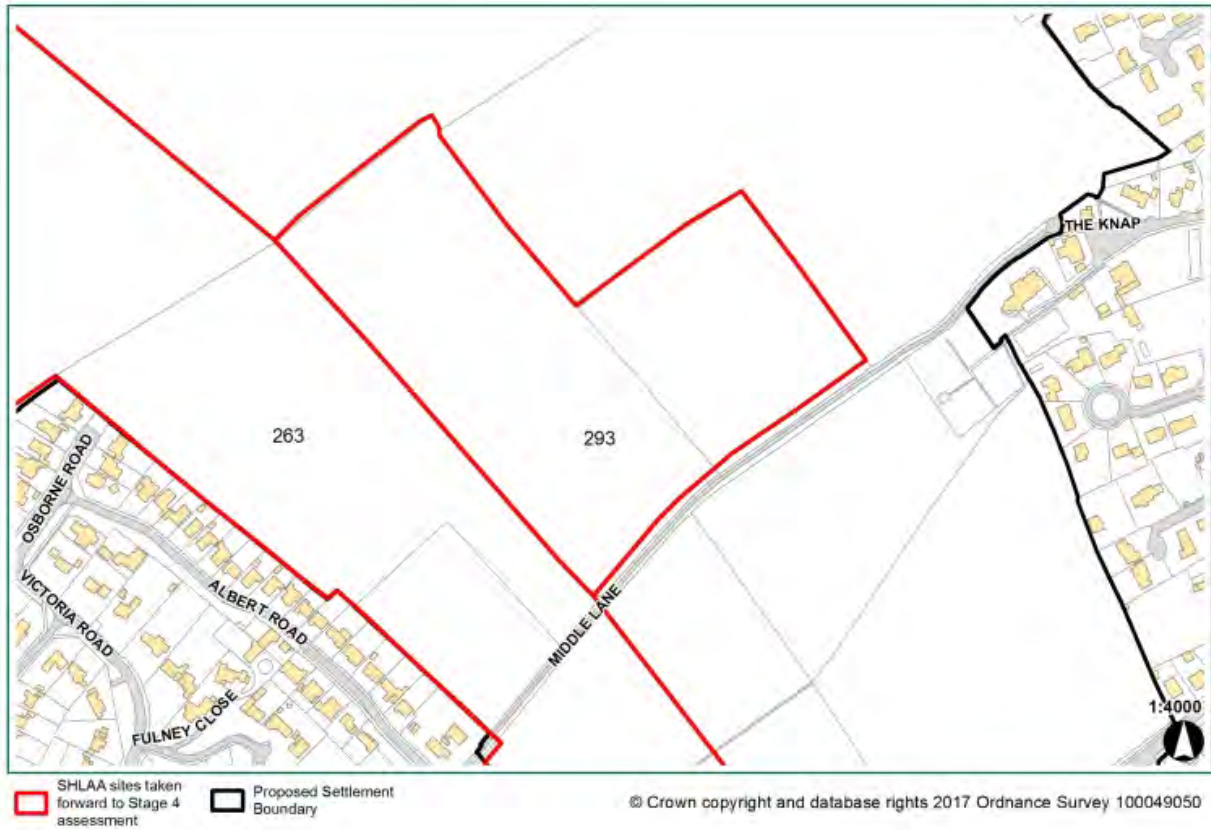 THE KNAP
263
293
OSBORNE ROAD
VICTORIA ROAD
ALBERT ROAD
MIDDLE LANE
FULNEY CLOSE
1:4000
SHLAA sites taken
forward to Stage 4
assessment
Proposed Settlement
Boundary
© Crown copyright and database rights 2017 Ordnance Survey 100049050